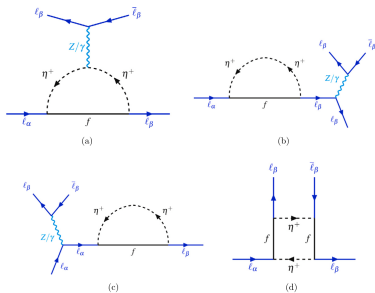 ℓβ ℓ̄β
Z/γ
η⁺ η⁺
ℓα f ℓβ
(a)
η⁺
ℓβ ℓ̄β
Z/γ
ℓα f ℓβ ℓβ
(b)
ℓβ ℓ̄β
Z/γ
η⁺ η⁺
ℓα ℓα f ℓβ
(c)
ℓβ ℓ̄β
η⁺
f f
ℓα η⁺ ℓβ
(d)